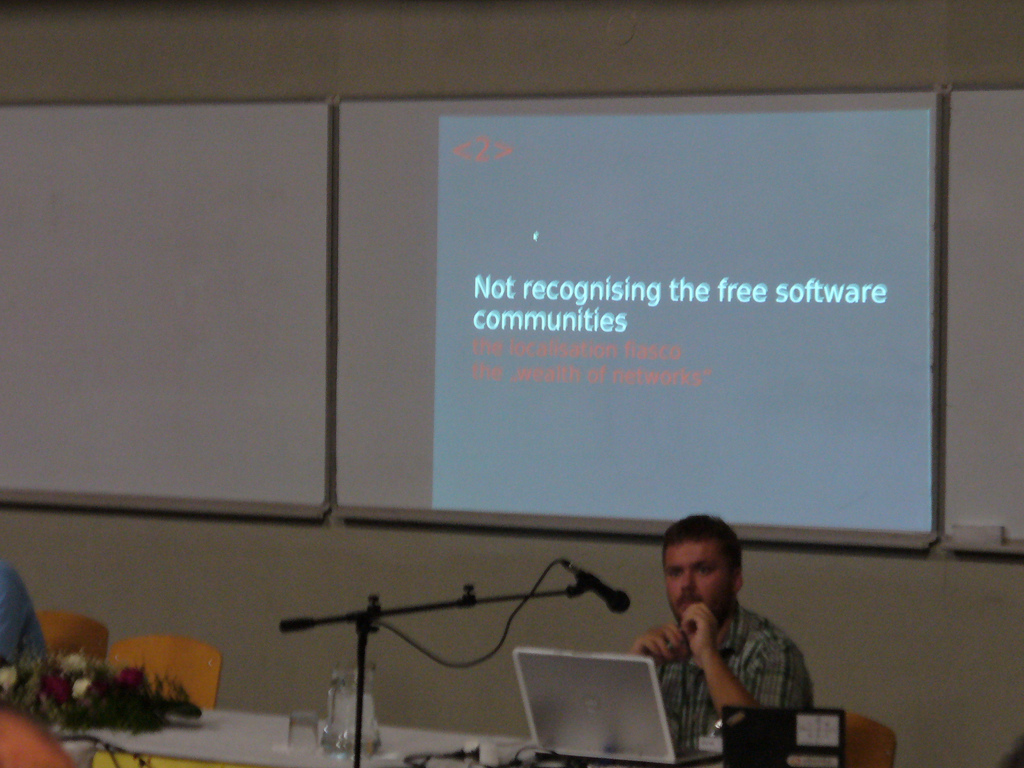 <2>
Not recognising the free software
communities
the localisation fiasco
the „wealth of networks“